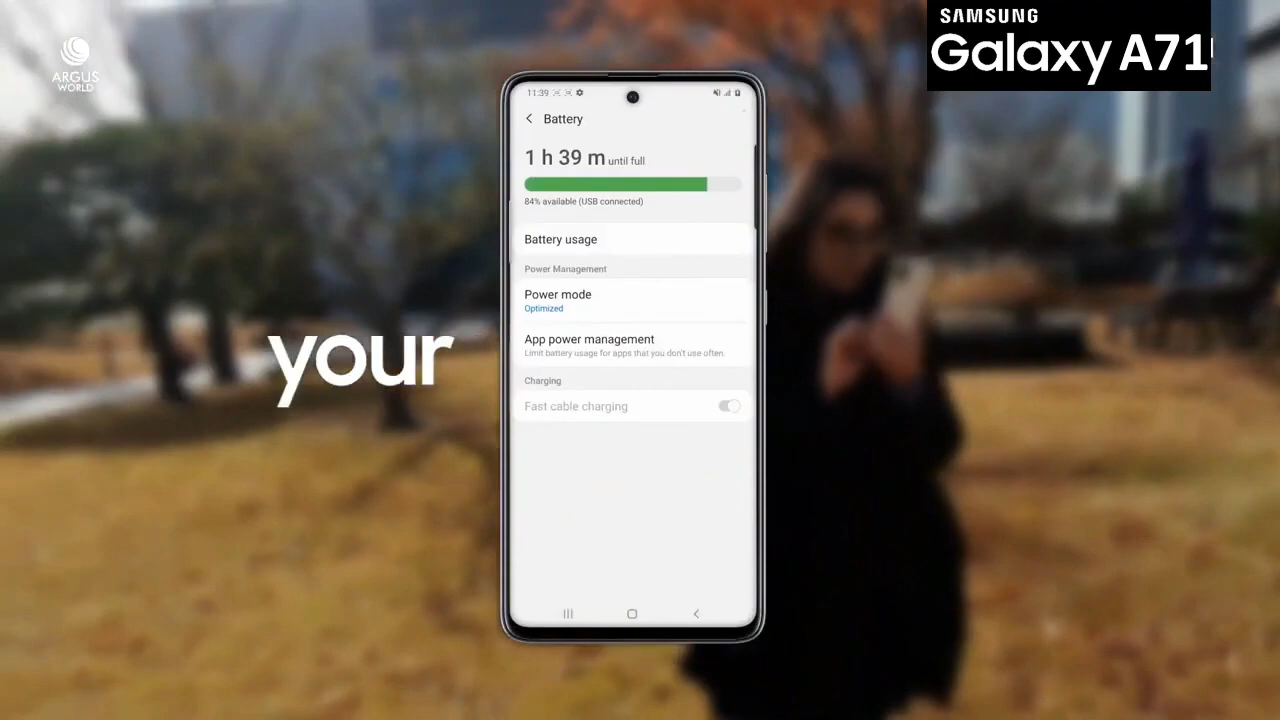 ARGUS
WORLD
SAMSUNG
Galaxy A71
11:39
Battery
1 h 39 m until full
84% available (USB connected)
Battery usage
Power Management
Power mode
Optimized
App power management
Limit battery usage for apps that you don't use often.
Charging
Fast cable charging
your